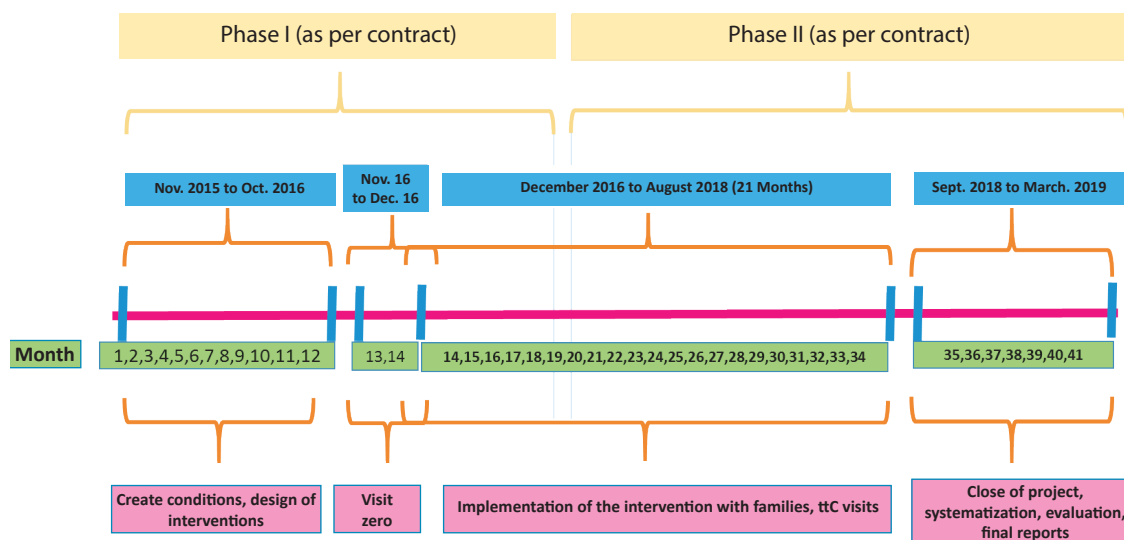 Phase I (as per contract)
Phase II (as per contract)
Nov. 2015 to Oct. 2016
Nov. 16
to Dec. 16
December 2016 to August 2018 (21 Months)
Sept. 2018 to March. 2019
Month
1,2,3,4,5,6,7,8,9,10,11,12
13,14
14,15,16,17,18,19,20,21,22,23,24,25,26,27,28,29,30,31,32,33,34
35,36,37,38,39,40,41
Create conditions, design of
interventions
Visit
zero
Implementation of the intervention with families, ttC visits
Close of project,
systematization, evaluation,
final reports